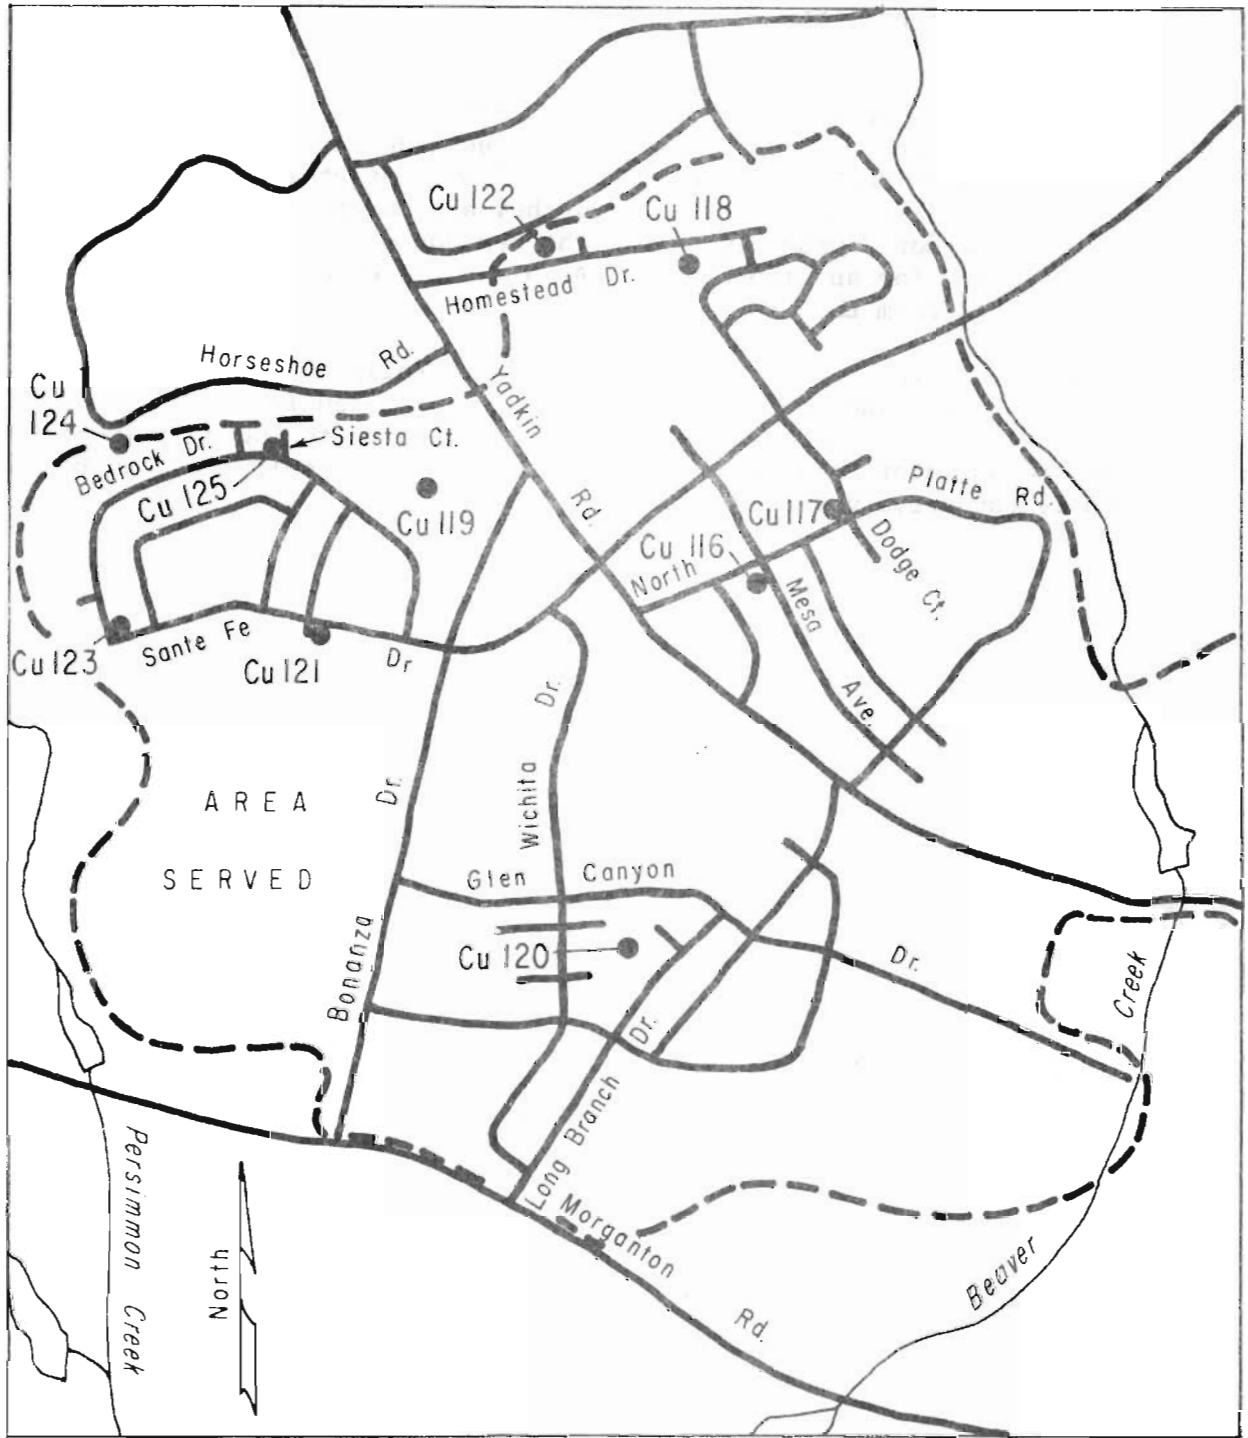 Cu 122
Cu 118
Homestead Dr.
Horseshoe Rd.
Cu
124
Yadkin Rd.
Siesta Ct.
Bedrock Dr.
Cu 125
Cu 119
Platte Rd.
Cu 117
Cu 116
North
Dodge Ct.
Mesa Ave.
Sante Fe Dr
Cu 123
Cu 121
Wichita Dr.
AREA
SERVED
Bonanza Dr.
Glen Canyon Dr.
Cu 120
Long Branch Dr.
Creek
Beaver
Morganton Rd.
Persimmon Creek
North